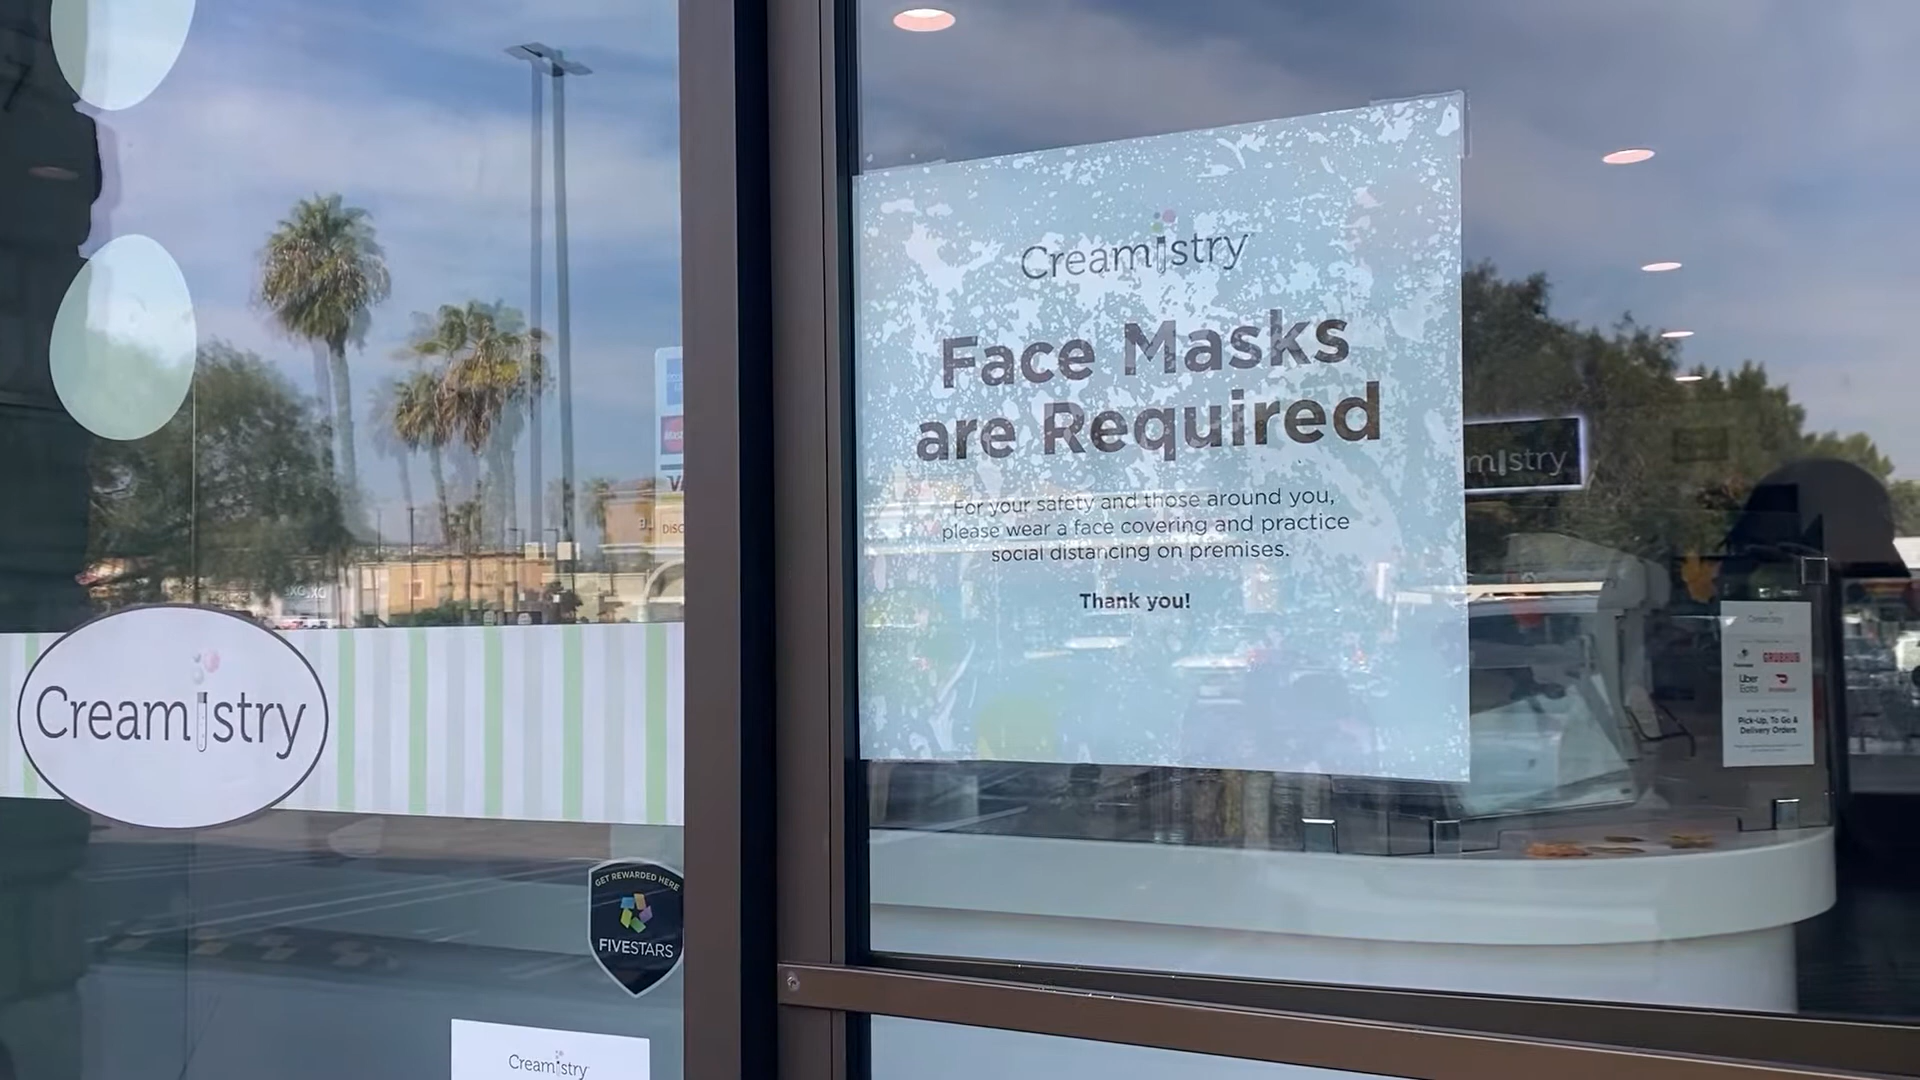 Creamistry
GET REWARDED HERE
FIVESTARS
Creamistry
Creamistry
Face Masks
are Required
For your safety and those around you,
please wear a face covering and practice
social distancing on premises.
Thank you!
mistry
GRUBHUB
Uber
Eats
Pick-Up, To Go &
Delivery Orders